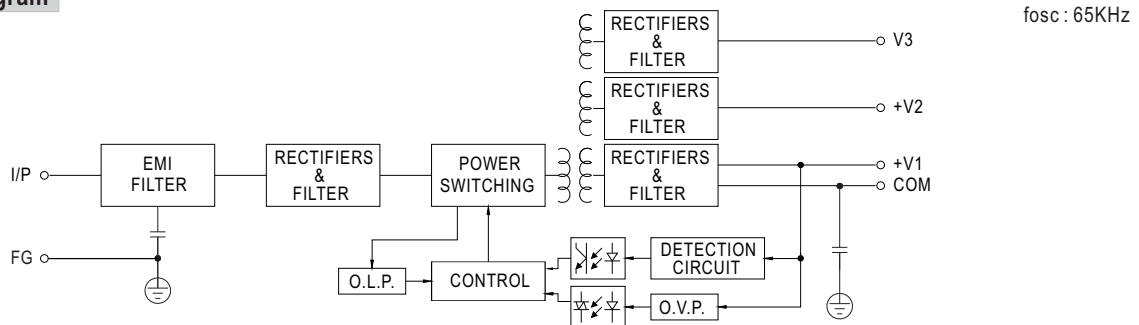 gram
fosc : 65KHz
RECTIFIERS
&
FILTER
V3
RECTIFIERS
&
FILTER
+V2
I/P
EMI
FILTER
RECTIFIERS
&
FILTER
POWER
SWITCHING
RECTIFIERS
&
FILTER
+V1
COM
FG
O.L.P.
CONTROL
DETECTION
CIRCUIT
O.V.P.